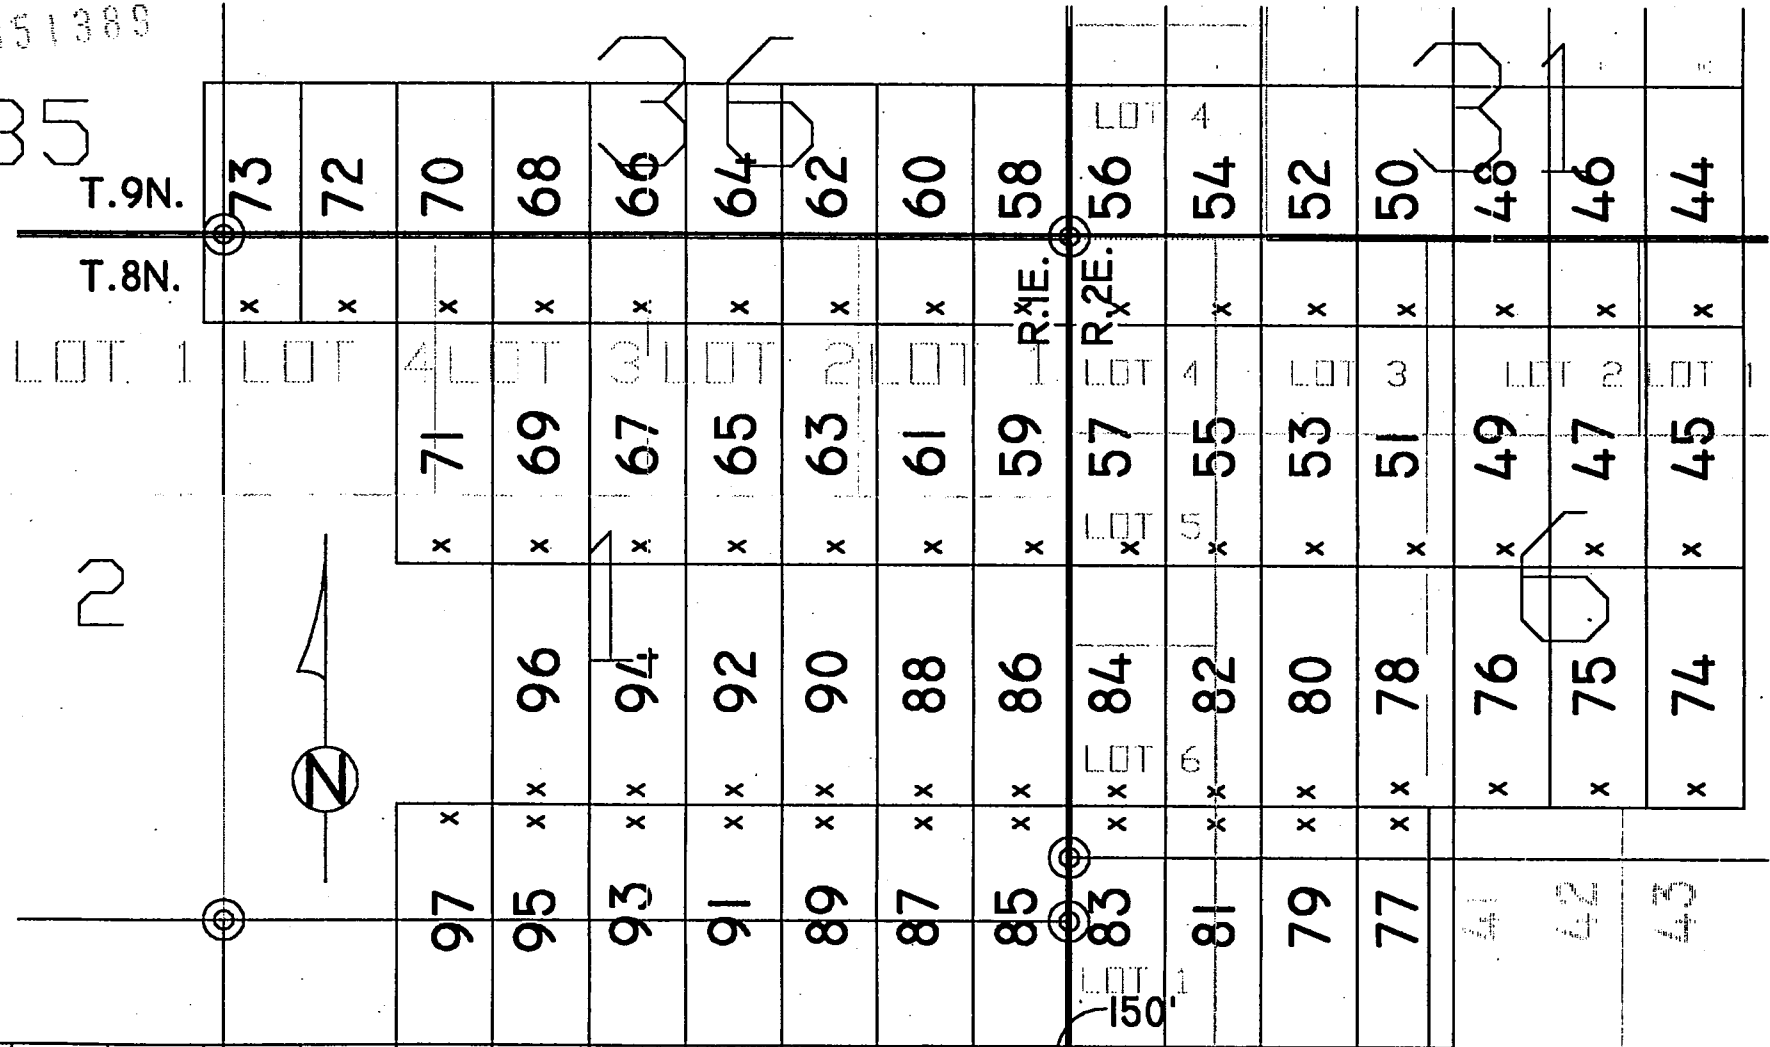 51389
36
31
35
LOT 4
T.9N.
73 72 70 68 66 64 62 60 58 56 54 52 50 48 46 44
T.8N.
R.1E. R.2E.
x x x x x x x x x x x x x x x x
LOT 1 LOT 4 LOT 3 LOT 2 LOT 1 LOT 4 LOT 3 LOT 2 LOT 1
71 69 67 65 63 61 59 57 55 53 51 49 47 45
LOT 5
x x x x x x x x x x x x x x
2
1
6
96 94 92 90 88 86 84 82 80 78 76 75 74
LOT 6
N
x x x x x x x x x x x x x
x x x x x x x x x x x
97 95 93 91 89 87 85 83 81 79 77 41 42 43
LOT 1
150'